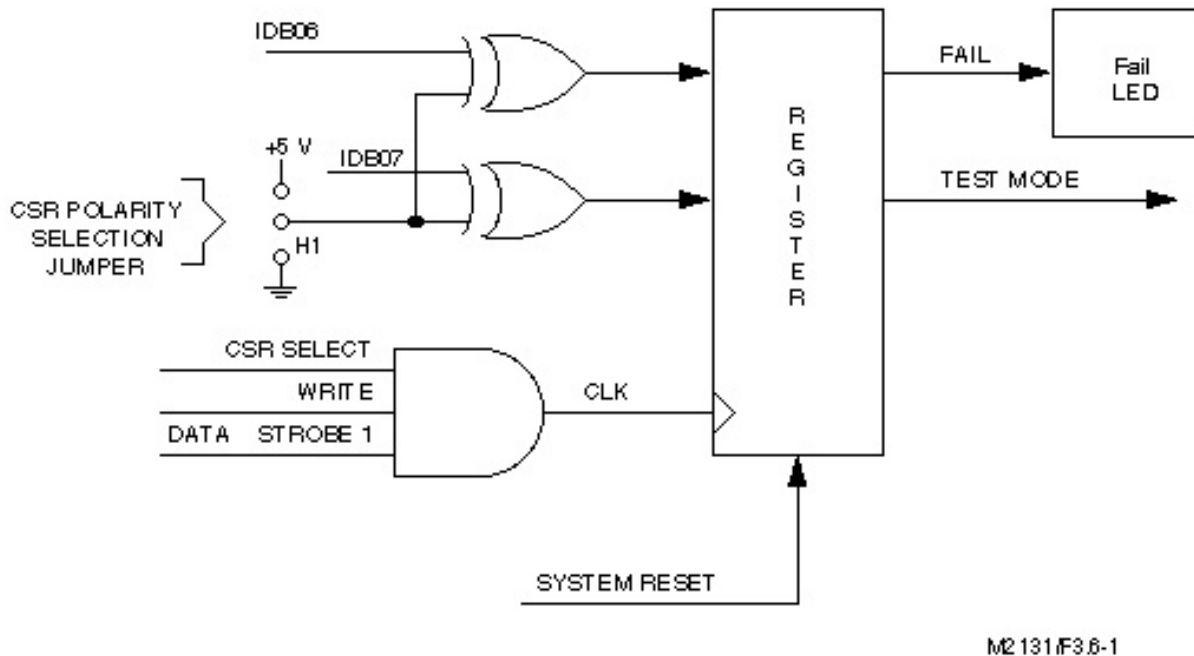 IDB06
FAIL
Fail
LED
REGISTER
+5 V
IDB07
TEST MODE
CSR POLARITY
SELECTION
JUMPER
H1
CSR SELECT
WRITE
CLK
DATA STROBE 1
SYSTEM RESET
M2131/F3.6-1